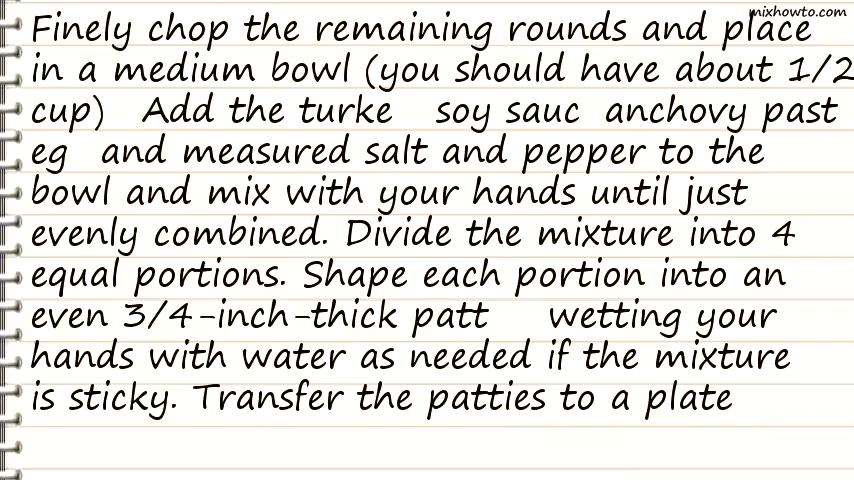 mixhowto.com
Finely chop the remaining rounds and place
in a medium bowl (you should have about 1/2
cup) Add the turke soy sauc anchovy past
eg and measured salt and pepper to the
bowl and mix with your hands until just
evenly combined. Divide the mixture into 4
equal portions. Shape each portion into an
even 3/4-inch-thick patt wetting your
hands with water as needed if the mixture
is sticky. Transfer the patties to a plate